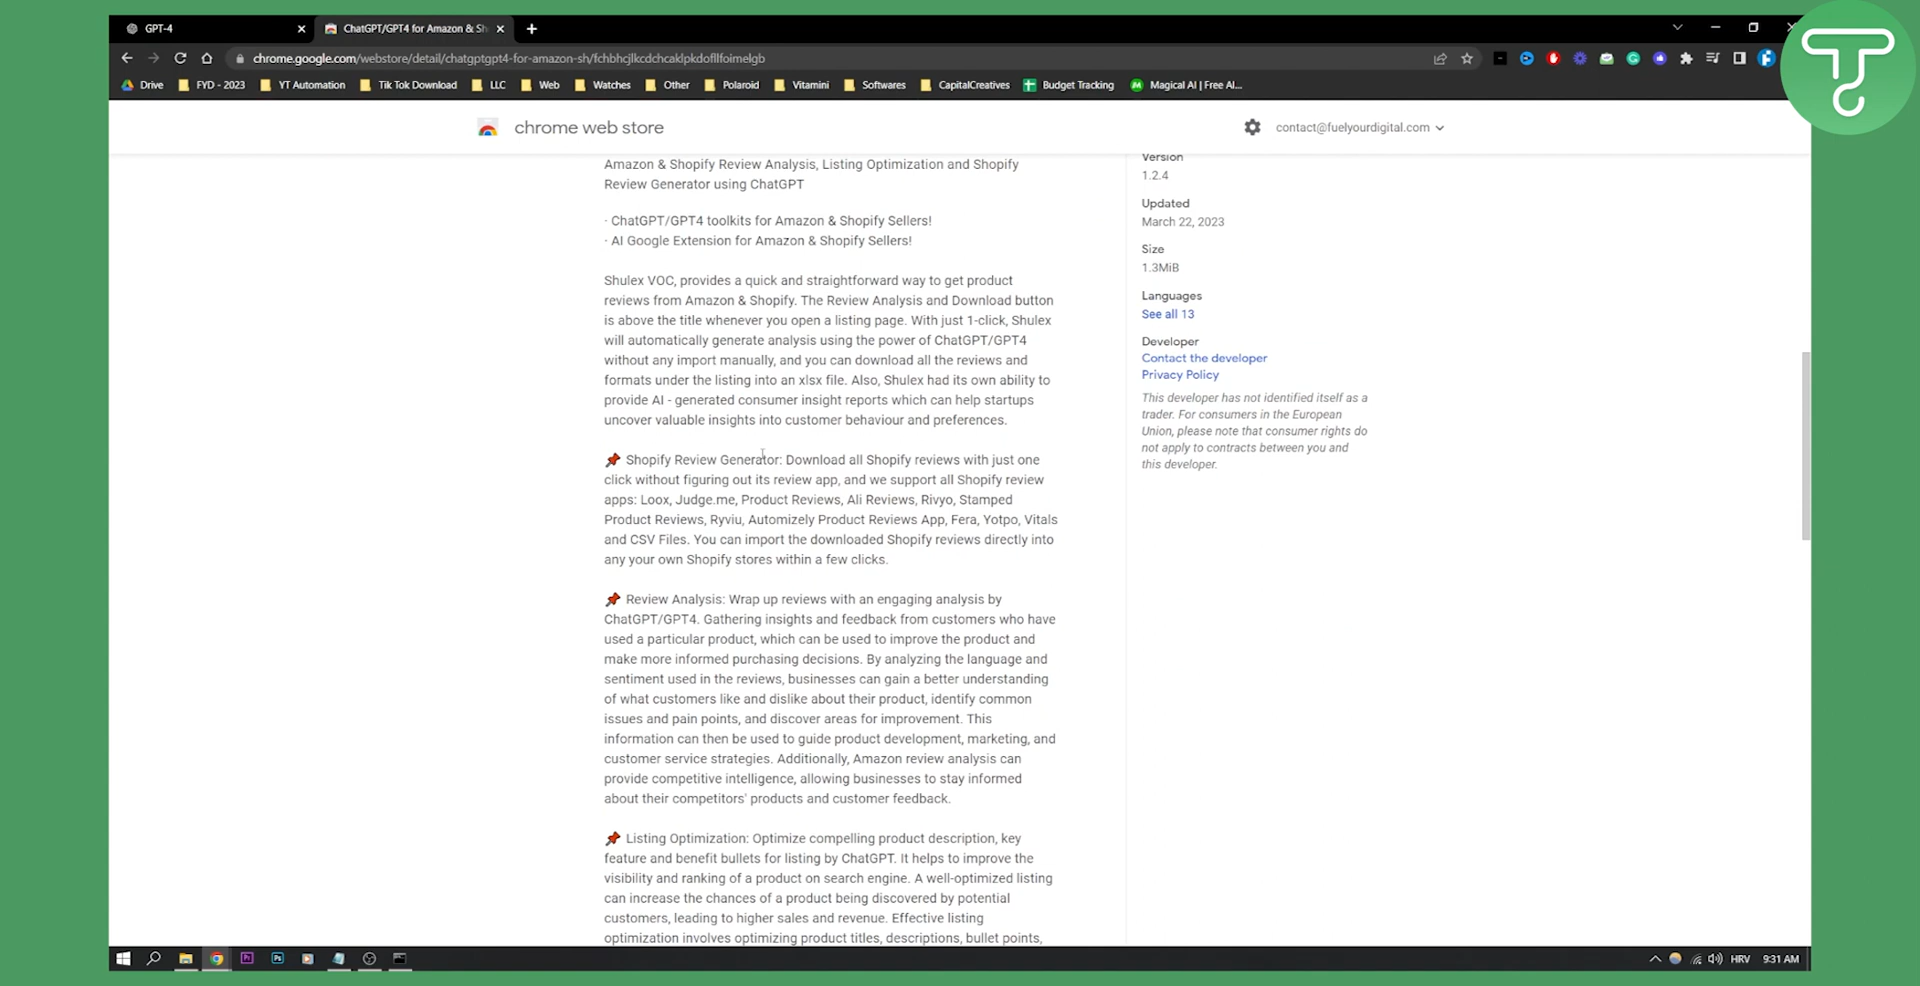 GPT-4
ChatGPT/GPT4 for Amazon & Sh
chrome.google.com/webstore/detail/chatgptgpt4-for-amazon-sh/fchbhcjlkcdchcaklpkdofllfoimelgb
Drive FYD - 2023 YT Automation Tik Tok Download LLC Web Watches Other Polaroid Vitamini Softwares CapitalCreatives Budget Tracking Magical AI | Free AI...
chrome web store
contact@fuelyourdigital.com
Amazon & Shopify Review Analysis, Listing Optimization and Shopify
Review Generator using ChatGPT
· ChatGPT/GPT4 toolkits for Amazon & Shopify Sellers!
· AI Google Extension for Amazon & Shopify Sellers!
Shulex VOC, provides a quick and straightforward way to get product
reviews from Amazon & Shopify. The Review Analysis and Download button
is above the title whenever you open a listing page. With just 1-click, Shulex
will automatically generate analysis using the power of ChatGPT/GPT4
without any import manually, and you can download all the reviews and
formats under the listing into an xlsx file. Also, Shulex had its own ability to
provide AI - generated consumer insight reports which can help startups
uncover valuable insights into customer behaviour and preferences.
Shopify Review Generator: Download all Shopify reviews with just one
click without figuring out its review app, and we support all Shopify review
apps: Loox, Judge.me, Product Reviews, Ali Reviews, Rivyo, Stamped
Product Reviews, Ryviu, Automizely Product Reviews App, Fera, Yotpo, Vitals
and CSV Files. You can import the downloaded Shopify reviews directly into
any your own Shopify stores within a few clicks.
Review Analysis: Wrap up reviews with an engaging analysis by
ChatGPT/GPT4. Gathering insights and feedback from customers who have
used a particular product, which can be used to improve the product and
make more informed purchasing decisions. By analyzing the language and
sentiment used in the reviews, businesses can gain a better understanding
of what customers like and dislike about their product, identify common
issues and pain points, and discover areas for improvement. This
information can then be used to guide product development, marketing, and
customer service strategies. Additionally, Amazon review analysis can
provide competitive intelligence, allowing businesses to stay informed
about their competitors' products and customer feedback.
Listing Optimization: Optimize compelling product description, key
feature and benefit bullets for listing by ChatGPT. It helps to improve the
visibility and ranking of a product on search engine. A well-optimized listing
can increase the chances of a product being discovered by potential
customers, leading to higher sales and revenue. Effective listing
optimization involves optimizing product titles, descriptions, bullet points,
Version
1.2.4
Updated
March 22, 2023
Size
1.3MiB
Languages
See all 13
Developer
Contact the developer
Privacy Policy
This developer has not identified itself as a
trader. For consumers in the European
Union, please note that consumer rights do
not apply to contracts between you and
this developer.
HRV 9:31 AM